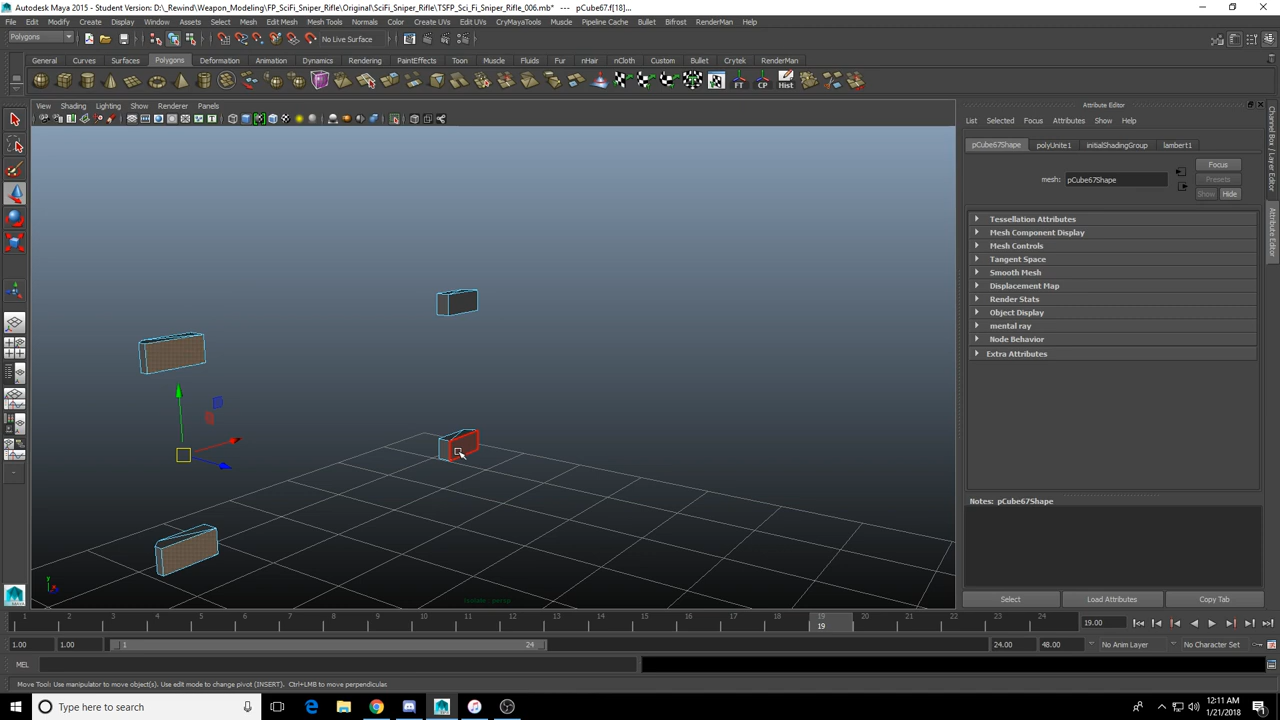 Autodesk Maya 2015 - Student Version: D:\_Rewind\Weapon_Modeling\FP_SciFi_Sniper_Rifle\Original\SciFi_Sniper_Rifle\TSFP_Sci_Fi_Sniper_Rifle_006.mb* --- pCube67.f[18]...
File Edit Modify Create Display Window Assets Select Mesh Edit Mesh Mesh Tools Normals Color Create UVs Edit UVs CryMayaTools Muscle Pipeline Cache Bullet Bifrost RenderMan Help
Polygons No Live Surface
General Curves Surfaces Polygons Deformation Animation Dynamics Rendering PaintEffects Toon Muscle Fluids Fur nHair nCloth Custom Bullet Crytek RenderMan
FT CP Hist
View Shading Lighting Show Renderer Panels
Attribute Editor
List Selected Focus Attributes Show Help
pCube67Shape polyUnite1 initialShadingGroup lambert1
Focus
mesh: pCube67Shape
Presets
Show Hide
Tessellation Attributes
Mesh Component Display
Mesh Controls
Tangent Space
Smooth Mesh
Displacement Map
Render Stats
Object Display
mental ray
Node Behavior
Extra Attributes
Notes: pCube67Shape
Select Load Attributes Copy Tab
Channel Box / Layer Editor
Attribute Editor
y
1 2 3 4 5 6 7 8 9 10 11 12 13 14 15 16 17 18 19 20 21 22 23 24
19
19.00
1.00 1.00 1 24 24.00 48.00 No Anim Layer No Character Set
MEL
Move Tool: Use manipulator to move object(s). Use edit mode to change pivot (INSERT). Ctrl+LMB to move perpendicular.
Type here to search
12:11 AM
1/21/2018